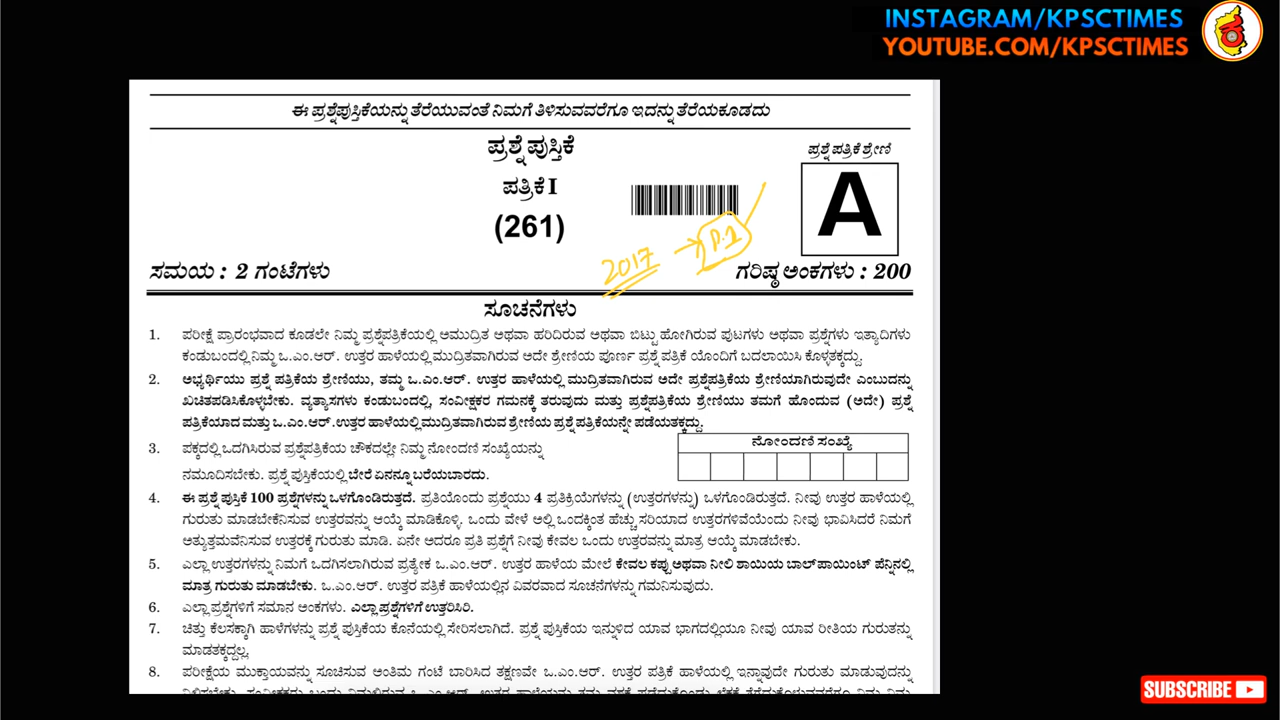 INSTAGRAM/KPSCTIMES
YOUTUBE.COM/KPSCTIMES
ಈ ಪ್ರಶ್ನೆಪುಸ್ತಿಕೆಯನ್ನು ತೆರೆಯುವಂತೆ ನಿಮಗೆ ತಿಳಿಸುವವರೆಗೂ ಇದನ್ನು ತೆರೆಯಕೂಡದು
ಪ್ರಶ್ನೆ ಪುಸ್ತಿಕೆ
ಪ್ರಶ್ನೆ ಪತ್ರಿಕೆ ಶ್ರೇಣಿ
ಪತ್ರಿಕೆ I
A
(261)
2017 → P.1
ಸಮಯ : 2 ಗಂಟೆಗಳು
ಗರಿಷ್ಠ ಅಂಕಗಳು : 200
ಸೂಚನೆಗಳು
1. ಪರೀಕ್ಷೆ ಪ್ರಾರಂಭವಾದ ಕೂಡಲೇ ನಿಮ್ಮ ಪ್ರಶ್ನೆಪತ್ರಿಕೆಯಲ್ಲಿ ಅಮುದ್ರಿತ ಅಥವಾ ಹರಿದಿರುವ ಅಥವಾ ಬಿಟ್ಟು ಹೋಗಿರುವ ಪುಟಗಳು ಅಥವಾ ಪ್ರಶ್ನೆಗಳು ಇತ್ಯಾದಿಗಳು
ಕಂಡುಬಂದಲ್ಲಿ ನಿಮ್ಮ ಒ.ಎಂ.ಆರ್. ಉತ್ತರ ಹಾಳೆಯಲ್ಲಿ ಮುದ್ರಿತವಾಗಿರುವ ಅದೇ ಶ್ರೇಣಿಯ ಪೂರ್ಣ ಪ್ರಶ್ನೆ ಪತ್ರಿಕೆ ಯೊಂದಿಗೆ ಬದಲಾಯಿಸಿ ಕೊಳ್ಳತಕ್ಕದ್ದು.
2. ಅಭ್ಯರ್ಥಿಯು ಪ್ರಶ್ನೆ ಪತ್ರಿಕೆಯ ಶ್ರೇಣಿಯು, ತಮ್ಮ ಒ.ಎಂ.ಆರ್. ಉತ್ತರ ಹಾಳೆಯಲ್ಲಿ ಮುದ್ರಿತವಾಗಿರುವ ಅದೇ ಪ್ರಶ್ನೆಪತ್ರಿಕೆಯ ಶ್ರೇಣಿಯಾಗಿರುವುದೇ ಎಂಬುದನ್ನು
ಖಚಿತಪಡಿಸಿಕೊಳ್ಳಬೇಕು. ವ್ಯತ್ಯಾಸಗಳು ಕಂಡುಬಂದಲ್ಲಿ, ಸಂವೀಕ್ಷಕರ ಗಮನಕ್ಕೆ ತರುವುದು ಮತ್ತು ಪ್ರಶ್ನೆಪತ್ರಿಕೆಯ ಶ್ರೇಣಿಯು ತಮಗೆ ಹೊಂದುವ (ಅದೇ) ಪ್ರಶ್ನೆ
ಪತ್ರಿಕೆಯಾದ ಮತ್ತು ಒ.ಎಂ.ಆರ್.ಉತ್ತರ ಹಾಳೆಯಲ್ಲಿ ಮುದ್ರಿತವಾಗಿರುವ ಶ್ರೇಣಿಯ ಪ್ರಶ್ನೆ ಪತ್ರಿಕೆಯನ್ನೇ ಪಡೆಯತಕ್ಕದ್ದು.
3. ಪಕ್ಕದಲ್ಲಿ ಒದಗಿಸಿರುವ ಪ್ರಶ್ನೆಪತ್ರಿಕೆಯ ಚೌಕದಲ್ಲೇ ನಿಮ್ಮ ನೋಂದಣಿ ಸಂಖ್ಯೆಯನ್ನು
ನಮೂದಿಸಬೇಕು. ಪ್ರಶ್ನೆ ಪುಸ್ತಿಕೆಯಲ್ಲಿ ಬೇರೆ ಏನನ್ನೂ ಬರೆಯಬಾರದು.
ನೋಂದಣಿ ಸಂಖ್ಯೆ
4. ಈ ಪ್ರಶ್ನೆ ಪುಸ್ತಿಕೆ 100 ಪ್ರಶ್ನೆಗಳನ್ನು ಒಳಗೊಂಡಿರುತ್ತದೆ. ಪ್ರತಿಯೊಂದು ಪ್ರಶ್ನೆಯು 4 ಪ್ರತಿಕ್ರಿಯೆಗಳನ್ನು (ಉತ್ತರಗಳನ್ನು) ಒಳಗೊಂಡಿರುತ್ತದೆ. ನೀವು ಉತ್ತರ ಹಾಳೆಯಲ್ಲಿ
ಗುರುತು ಮಾಡಬೇಕೆನಿಸುವ ಉತ್ತರವನ್ನು ಆಯ್ಕೆ ಮಾಡಿಕೊಳ್ಳಿ. ಒಂದು ವೇಳೆ ಅಲ್ಲಿ ಒಂದಕ್ಕಿಂತ ಹೆಚ್ಚು ಸರಿಯಾದ ಉತ್ತರಗಳಿವೆಯೆಂದು ನೀವು ಭಾವಿಸಿದರೆ ನಿಮಗೆ
ಅತ್ಯುತ್ತಮವೆನಿಸುವ ಉತ್ತರಕ್ಕೆ ಗುರುತು ಮಾಡಿ. ಏನೇ ಅದರೂ ಪ್ರತಿ ಪ್ರಶ್ನೆಗೆ ನೀವು ಕೇವಲ ಒಂದು ಉತ್ತರವನ್ನು ಮಾತ್ರ ಆಯ್ಕೆ ಮಾಡಬೇಕು.
5. ಎಲ್ಲಾ ಉತ್ತರಗಳನ್ನು ನಿಮಗೆ ಒದಗಿಸಲಾಗಿರುವ ಪ್ರತ್ಯೇಕ ಒ.ಎಂ.ಆರ್. ಉತ್ತರ ಹಾಳೆಯ ಮೇಲೆ ಕೇವಲ ಕಪ್ಪು ಅಥವಾ ನೀಲಿ ಶಾಯಿಯ ಬಾಲ್‌ಪಾಯಿಂಟ್ ಪೆನ್ನಿನಲ್ಲಿ
ಮಾತ್ರ ಗುರುತು ಮಾಡಬೇಕು. ಒ.ಎಂ.ಆರ್. ಉತ್ತರ ಪತ್ರಿಕೆ ಹಾಳೆಯಲ್ಲಿನ ವಿವರವಾದ ಸೂಚನೆಗಳನ್ನು ಗಮನಿಸುವುದು.
6. ಎಲ್ಲಾ ಪ್ರಶ್ನೆಗಳಿಗೆ ಸಮಾನ ಅಂಕಗಳು. ಎಲ್ಲಾ ಪ್ರಶ್ನೆಗಳಿಗೆ ಉತ್ತರಿಸಿರಿ.
7. ಚಿತ್ತು ಕೆಲಸಕ್ಕಾಗಿ ಹಾಳೆಗಳನ್ನು ಪ್ರಶ್ನೆ ಪುಸ್ತಿಕೆಯ ಕೊನೆಯಲ್ಲಿ ಸೇರಿಸಲಾಗಿದೆ. ಪ್ರಶ್ನೆ ಪುಸ್ತಿಕೆಯ ಇನ್ನುಳಿದ ಯಾವ ಭಾಗದಲ್ಲಿಯೂ ನೀವು ಯಾವ ರೀತಿಯ ಗುರುತನ್ನು
ಮಾಡತಕ್ಕದ್ದಲ್ಲ.
8. ಪರೀಕ್ಷೆಯ ಮುಕ್ತಾಯವನ್ನು ಸೂಚಿಸುವ ಅಂತಿಮ ಗಂಟೆ ಬಾರಿಸಿದ ತಕ್ಷಣವೇ ಒ.ಎಂ.ಆರ್. ಉತ್ತರ ಪತ್ರಿಕೆ ಹಾಳೆಯಲ್ಲಿ ಇನ್ನಾವುದೇ ಗುರುತು ಮಾಡುವುದನ್ನು
SUBSCRIBE